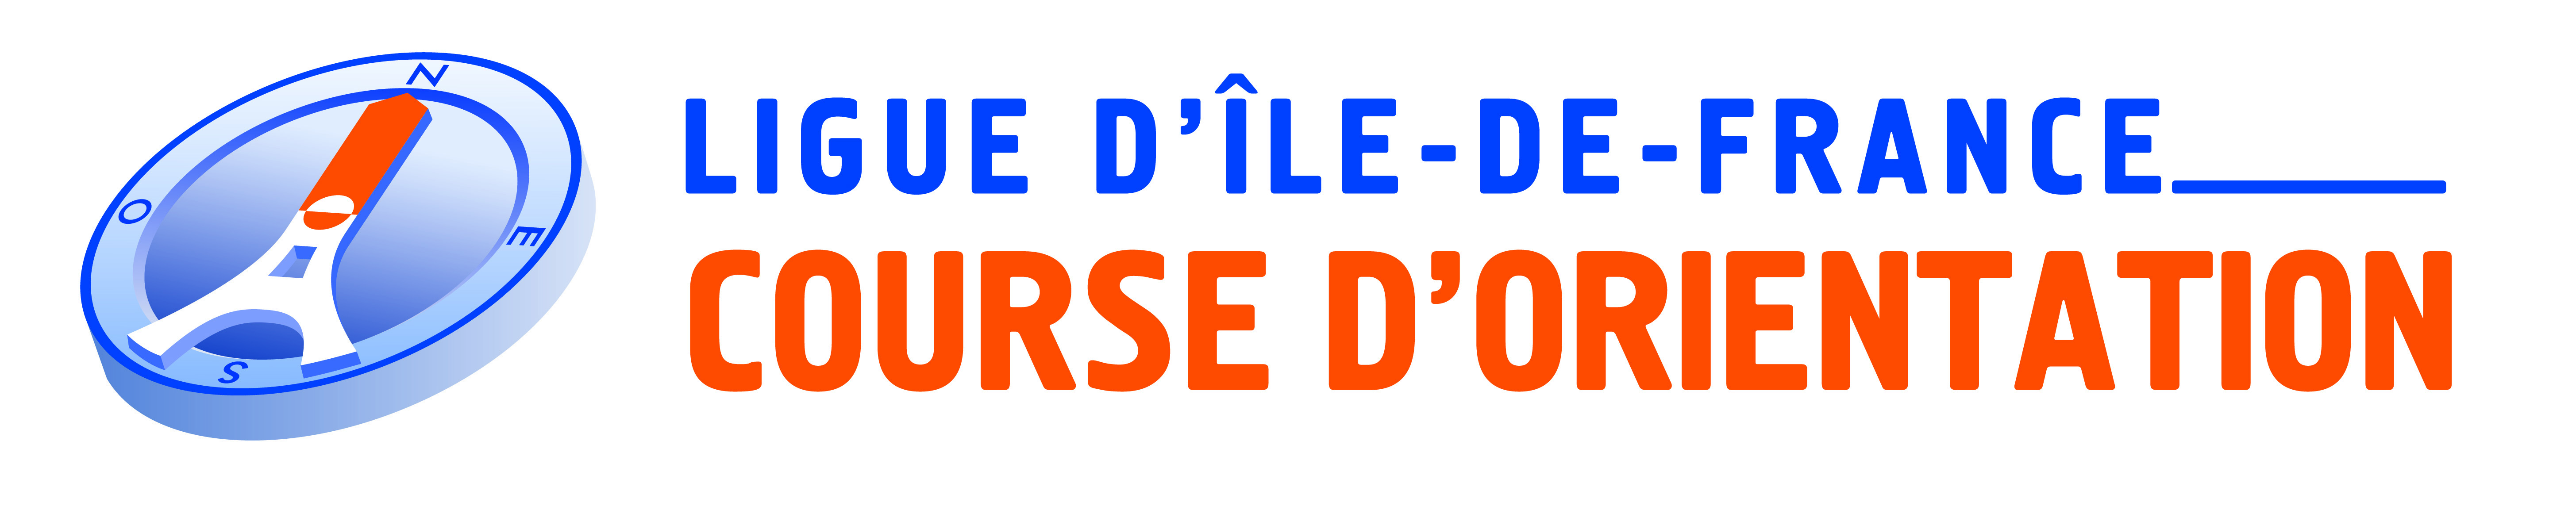 N
O
E
S
LIGUE D’ÎLE-DE-FRANCE
COURSE D’ORIENTATION